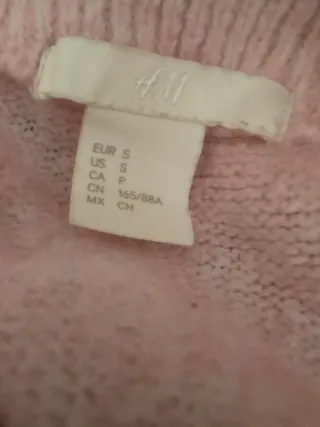 H&M
EUR S
US S
CA P
CN 165/88A
MX CH